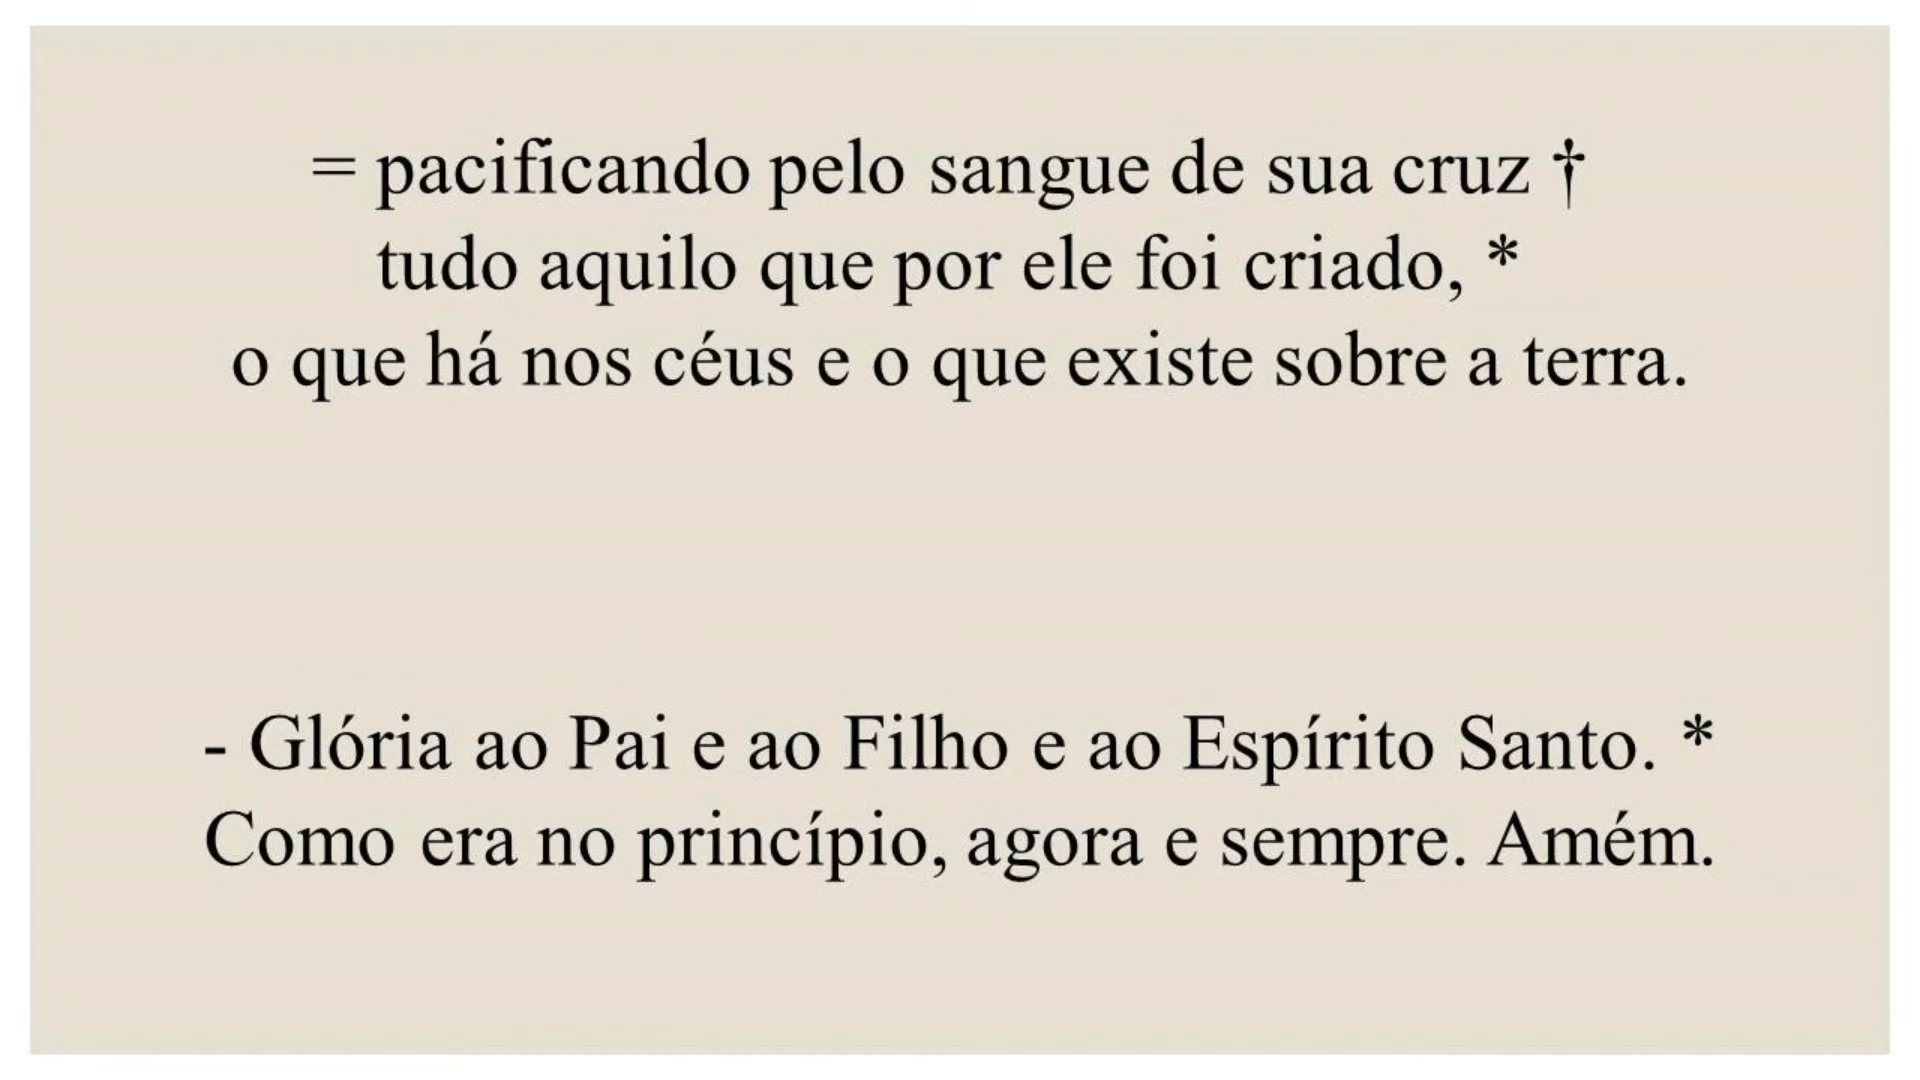 = pacificando pelo sangue de sua cruz †
tudo aquilo que por ele foi criado, *
o que há nos céus e o que existe sobre a terra.
- Glória ao Pai e ao Filho e ao Espírito Santo. *
Como era no princípio, agora e sempre. Amém.